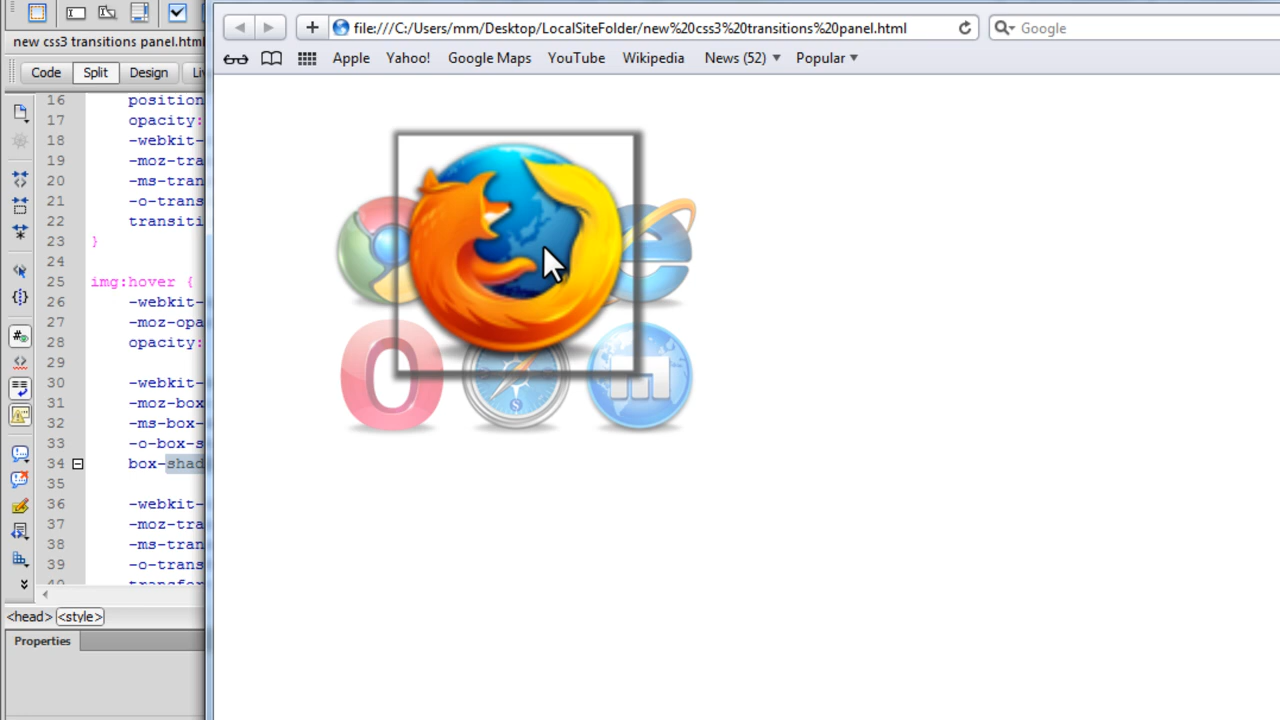 new css3 transitions panel.html
Code Split Design Li
16 position
17 opacity:
18 -webkit-
19 -moz-tra
20 -ms-tran
21 -o-trans
22 transiti
23 }
24
25 img:hover {
26 -webkit-
27 -moz-opa
28 opacity:
29
30 -webkit-
31 -moz-box
32 -ms-box-
33 -o-box-s
34 box-shad
35
36 -webkit-
37 -moz-tra
38 -ms-tran
39 -o-trans
40 transfor
<head> <style>
Properties
file:///C:/Users/mm/Desktop/LocalSiteFolder/new%20css3%20transitions%20panel.html
Google
Apple Yahoo! Google Maps YouTube Wikipedia News (52) Popular